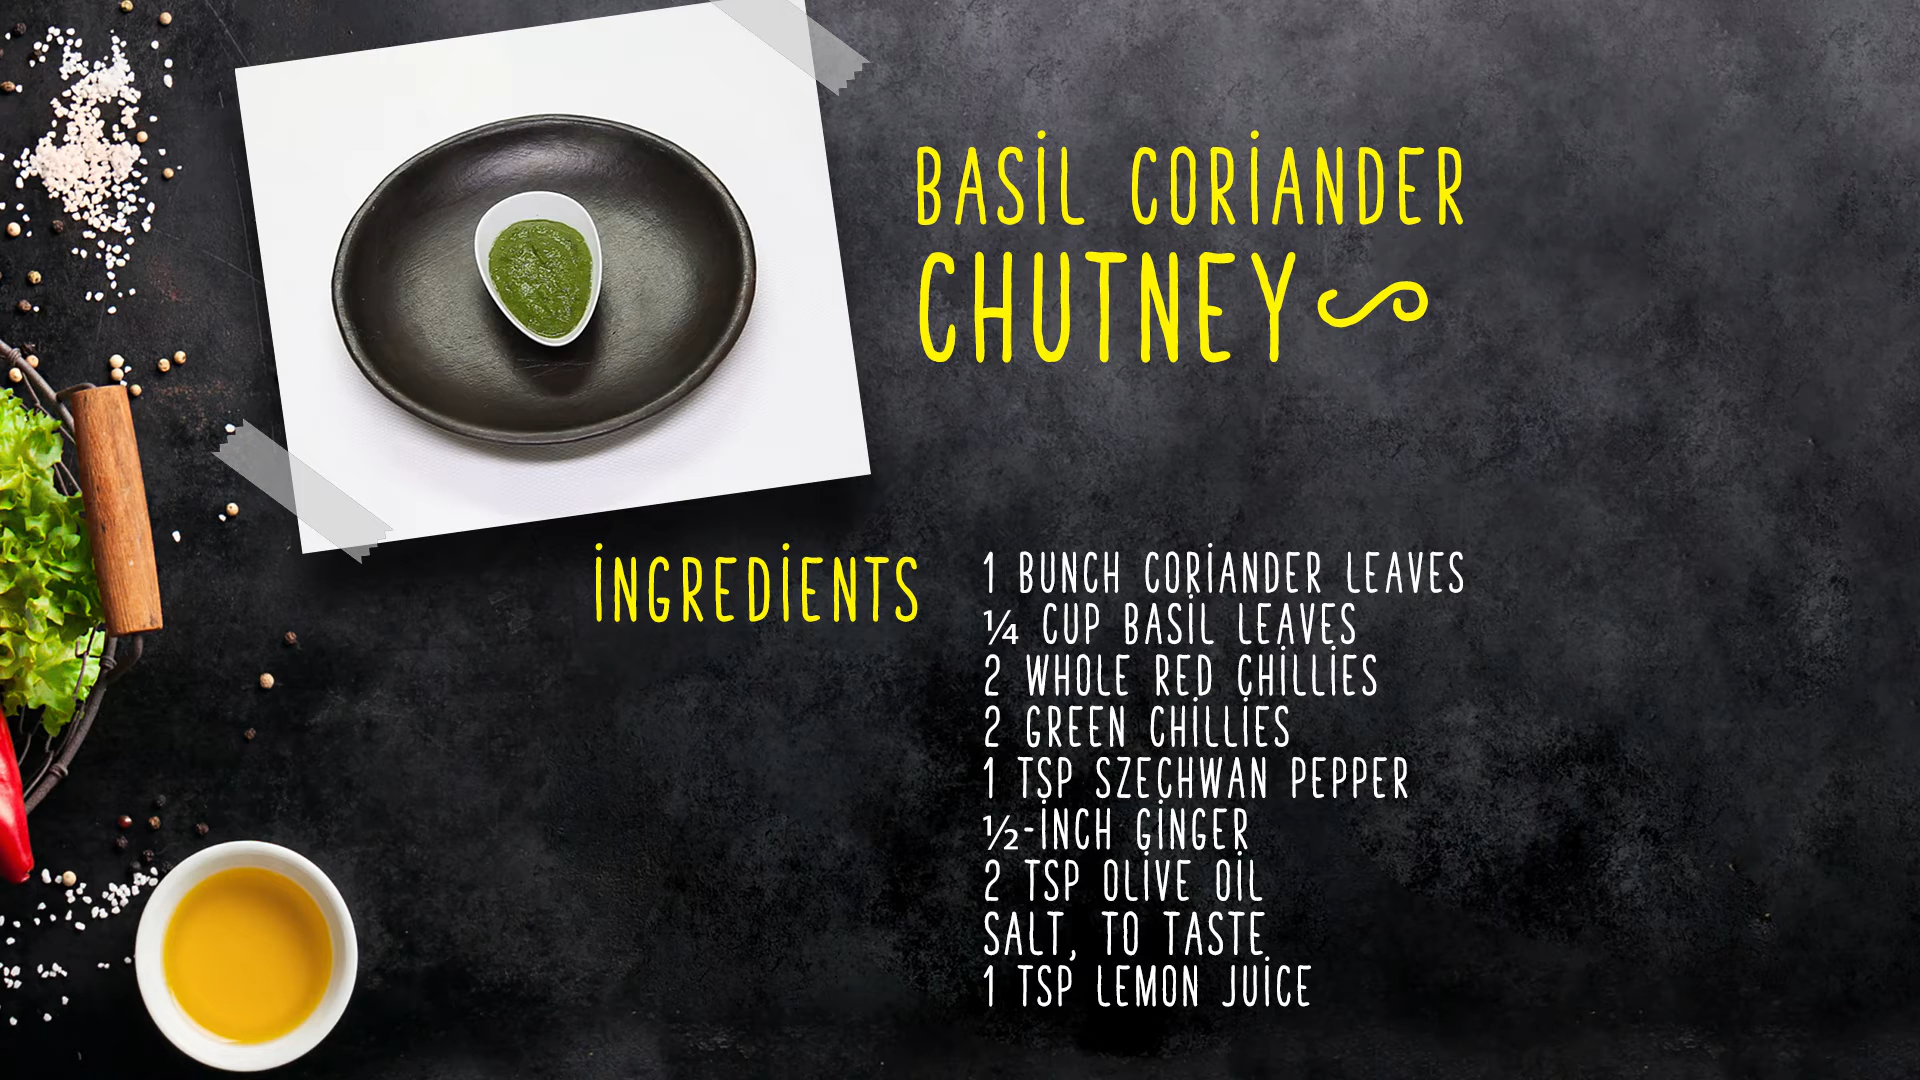 BASIL CORIANDER
CHUTNEY
INGREDIENTS
1 BUNCH CORIANDER LEAVES
¼ CUP BASIL LEAVES
2 WHOLE RED CHILLIES
2 GREEN CHILLIES
1 TSP SZECHWAN PEPPER
½-INCH GINGER
2 TSP OLIVE OIL
SALT, TO TASTE
1 TSP LEMON JUICE